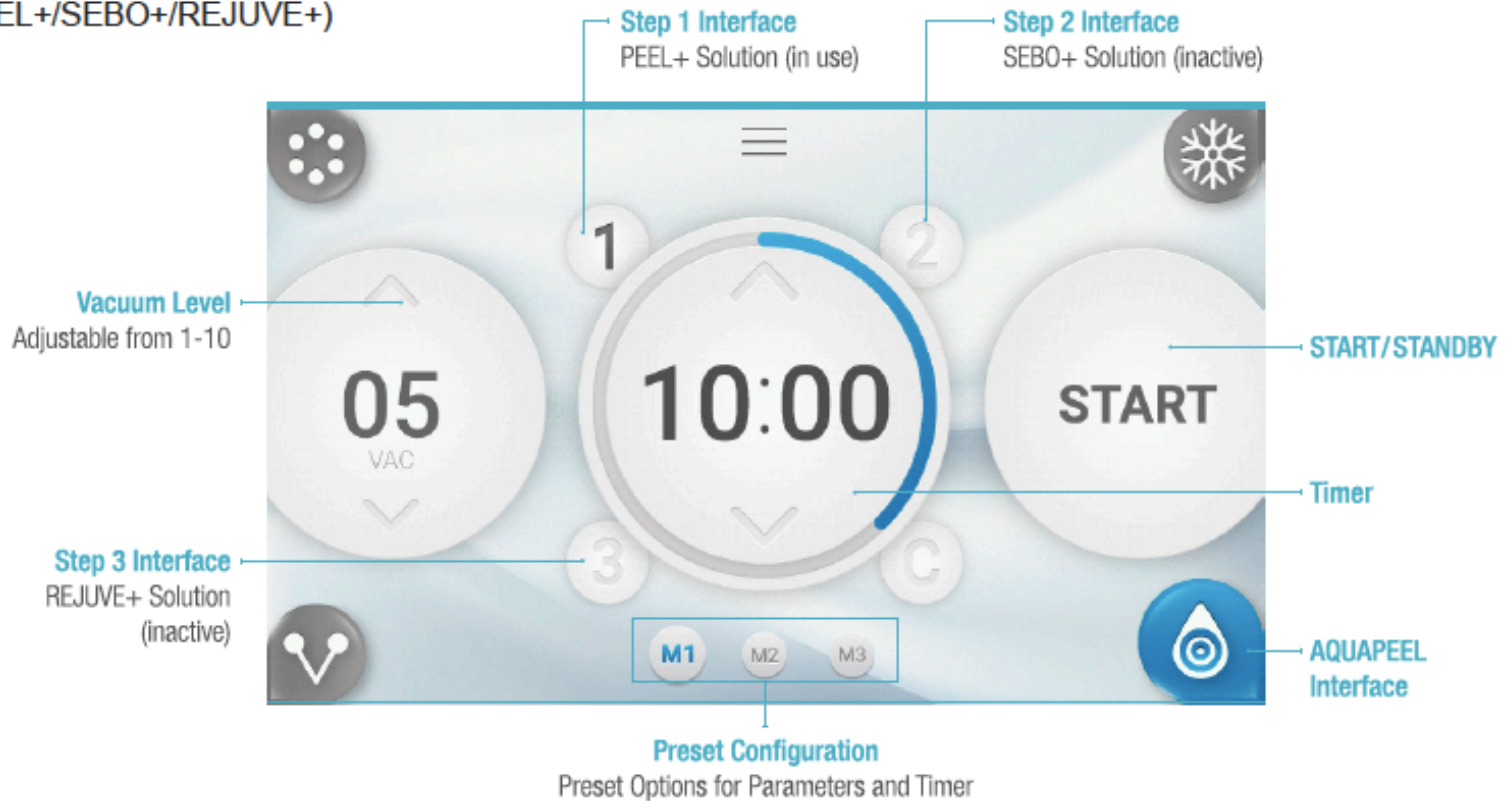 EL+/SEBO+/REJUVE+)
Step 1 Interface
PEEL+ Solution (in use)
Step 2 Interface
SEBO+ Solution (inactive)
1
2
Vacuum Level
Adjustable from 1-10
05
VAC
10:00
START
START/STANDBY
Timer
Step 3 Interface
REJUVE+ Solution
(inactive)
3
C
M1
M2
M3
AQUAPEEL
Interface
Preset Configuration
Preset Options for Parameters and Timer